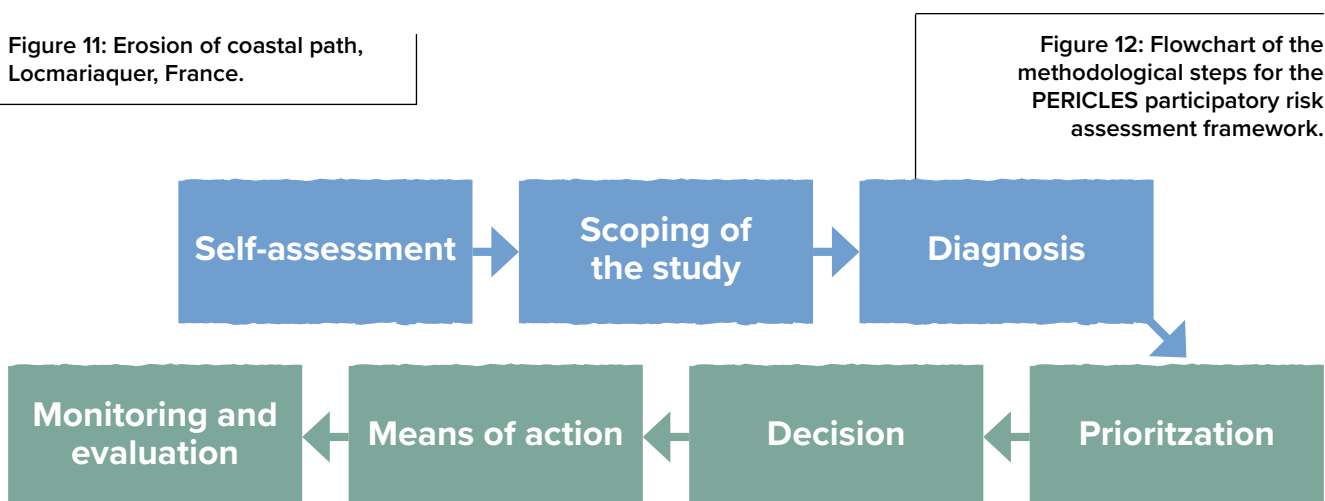 Figure 11: Erosion of coastal path,
Locmariaquer, France.
Figure 12: Flowchart of the
methodological steps for the
PERICLES participatory risk
assessment framework.
Self-assessment
Scoping of
the study
Diagnosis
Prioritzation
Decision
Means of action
Monitoring and
evaluation